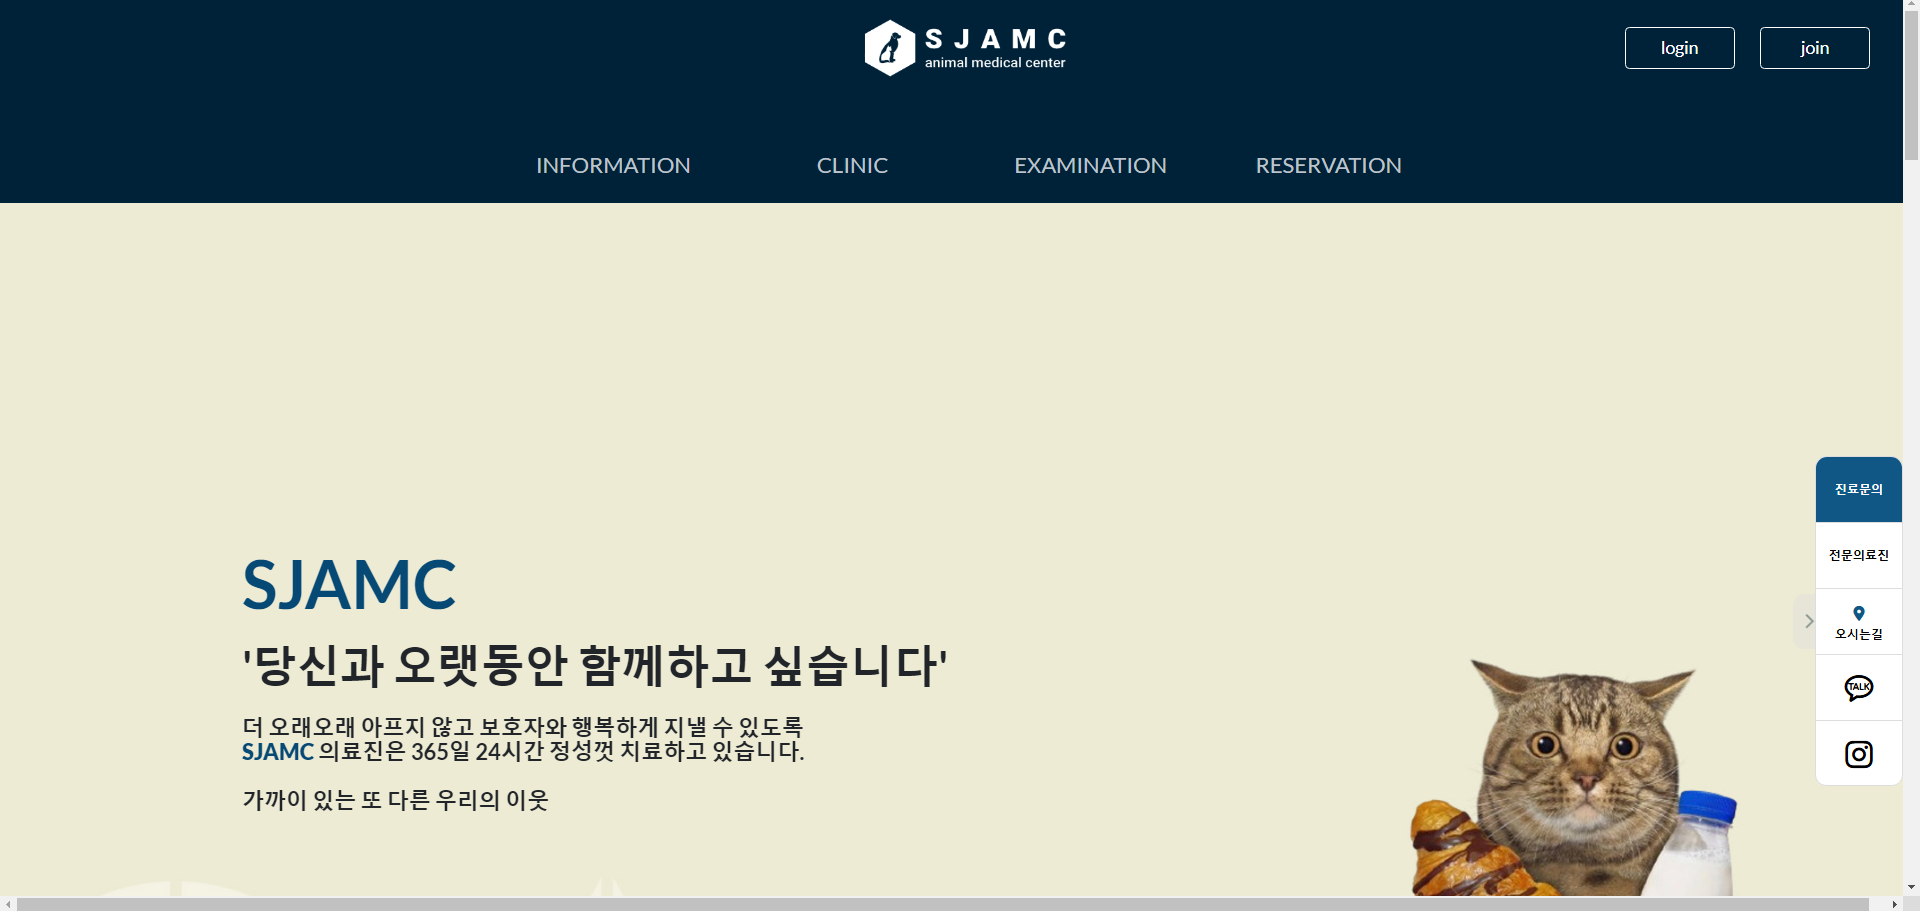 SJAMC
animal medical center
login
join
INFORMATION
CLINIC
EXAMINATION
RESERVATION
진료문의
전문의료진
오시는길
TALK
SJAMC
'당신과 오랫동안 함께하고 싶습니다'
더 오래오래 아프지 않고 보호자와 행복하게 지낼 수 있도록
SJAMC 의료진은 365일 24시간 정성껏 치료하고 있습니다.
가까이 있는 또 다른 우리의 이웃